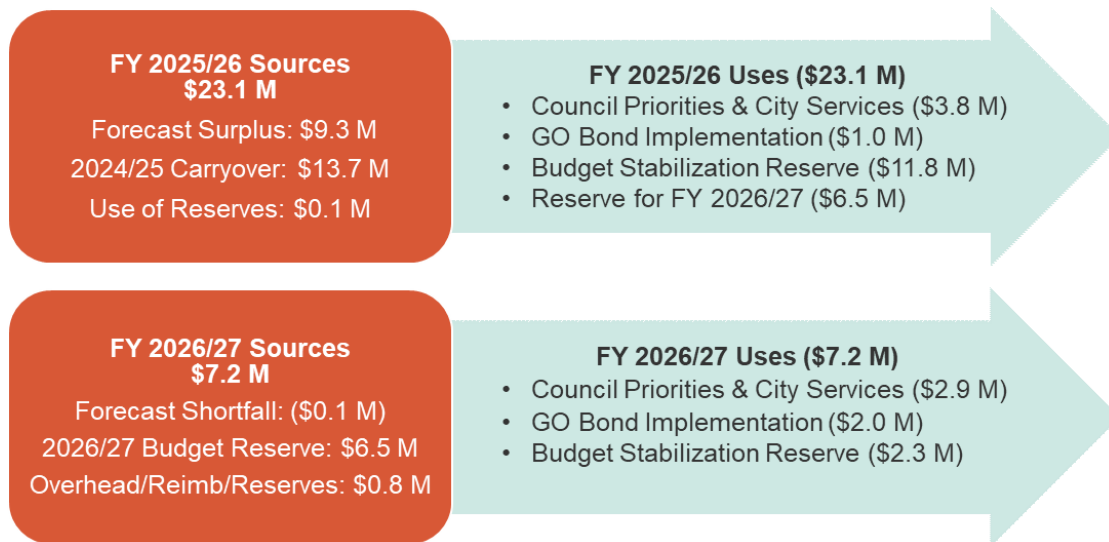 FY 2025/26 Sources
$23.1 M
Forecast Surplus: $9.3 M
2024/25 Carryover: $13.7 M
Use of Reserves: $0.1 M
FY 2025/26 Uses ($23.1 M)
• Council Priorities & City Services ($3.8 M)
• GO Bond Implementation ($1.0 M)
• Budget Stabilization Reserve ($11.8 M)
• Reserve for FY 2026/27 ($6.5 M)
FY 2026/27 Sources
$7.2 M
Forecast Shortfall: ($0.1 M)
2026/27 Budget Reserve: $6.5 M
Overhead/Reimb/Reserves: $0.8 M
FY 2026/27 Uses ($7.2 M)
• Council Priorities & City Services ($2.9 M)
• GO Bond Implementation ($2.0 M)
• Budget Stabilization Reserve ($2.3 M)